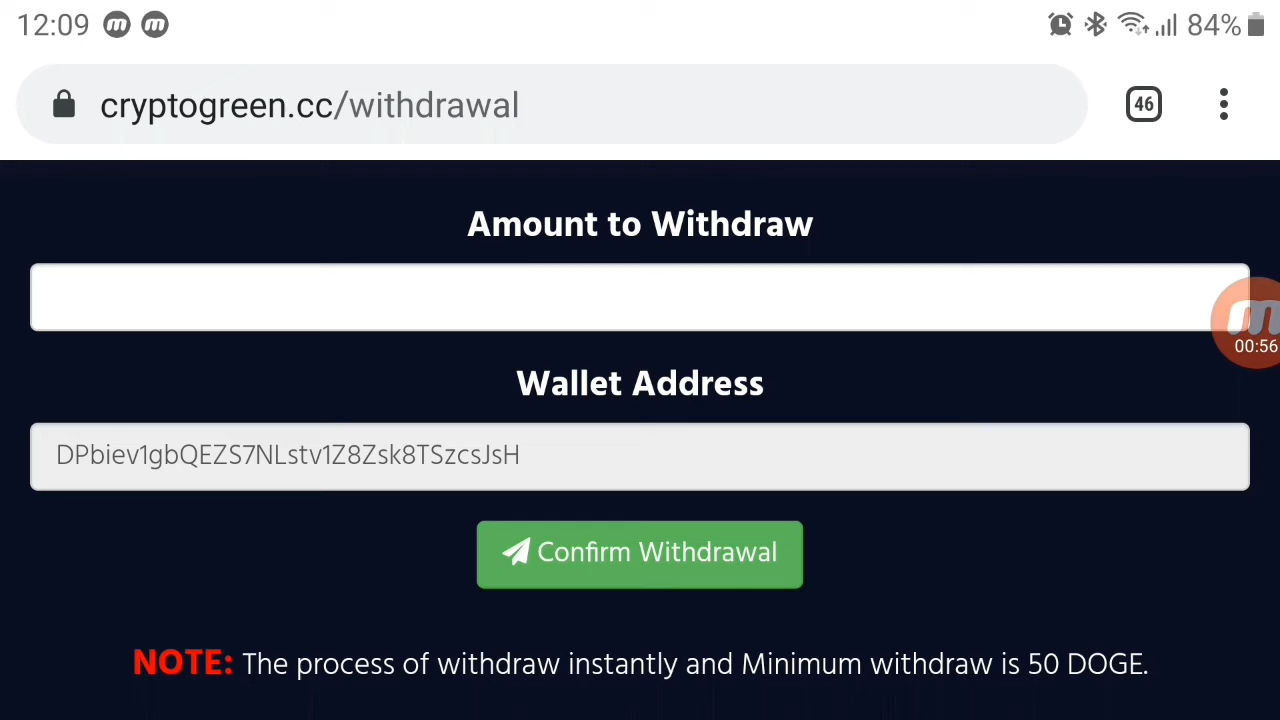 12:09 m m 84%
cryptogreen.cc/withdrawal 46
Amount to Withdraw
m
00:56
Wallet Address
DPbiev1gbQEZS7NLstv1Z8Zsk8TSzcsJsH
Confirm Withdrawal
NOTE: The process of withdraw instantly and Minimum withdraw is 50 DOGE.